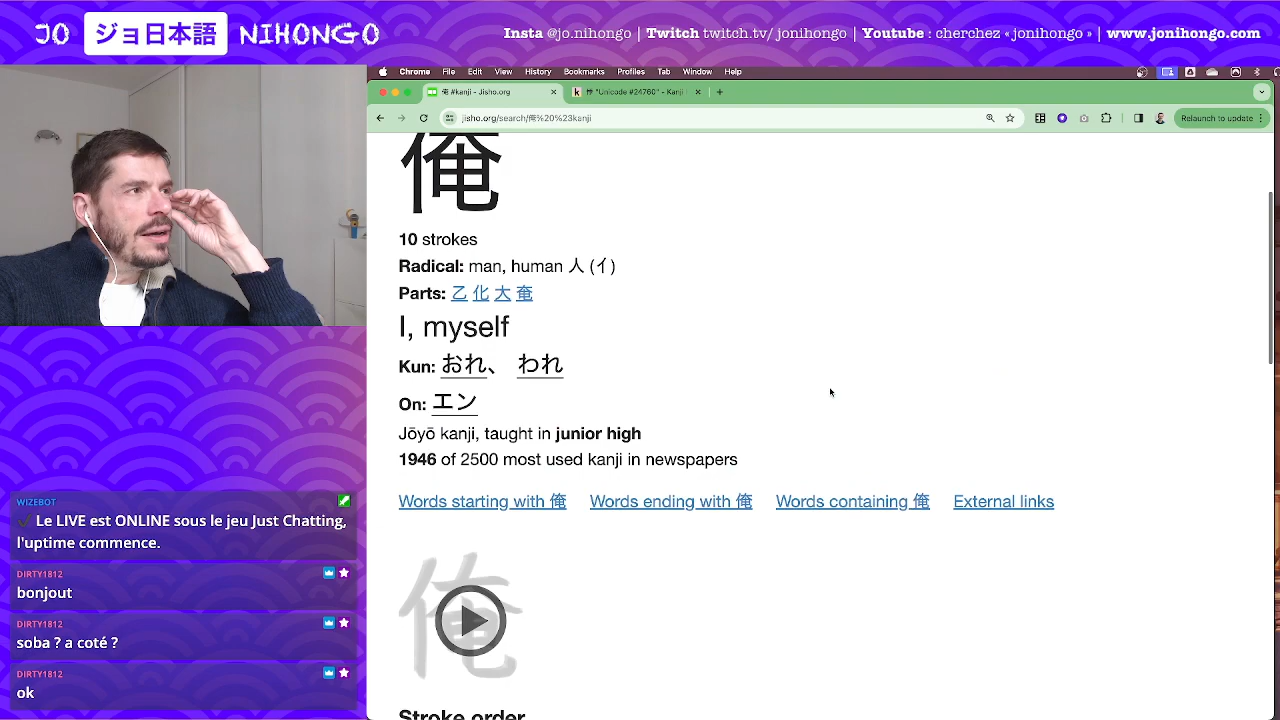 JO ジョ日本語 NIHONGO
Insta @jo.nihongo | Twitch twitch.tv/ jonihongo | Youtube : cherchez «jonihongo » | www.jonihongo.com
Chrome File Edit View History Bookmarks Profiles Tab Window Help
俺 #kanji - Jisho.org
"Unicode #24760" - Kanji
jisho.org/search/俺%20%23kanji
Relaunch to update
俺
10 strokes
Radical: man, human 人 (亻)
Parts: 乙 化 大 奄
I, myself
Kun: おれ、 われ
On: エン
Jōyō kanji, taught in junior high
1946 of 2500 most used kanji in newspapers
Words starting with 俺 Words ending with 俺 Words containing 俺 External links
俺
Stroke order
WIZEBOT
Le LIVE est ONLINE sous le jeu Just Chatting,
l'uptime commence.
DIRTY1812
bonjout
DIRTY1812
soba ? a coté ?
DIRTY1812
ok